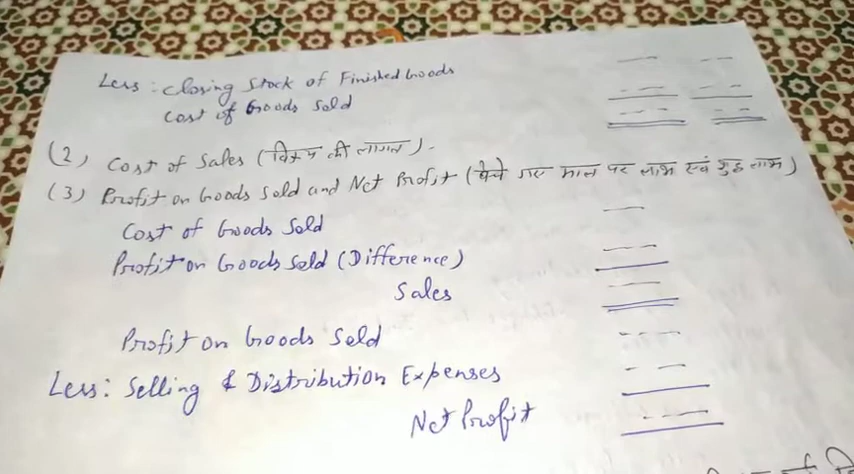 Less: Closing Stock of Finished Goods
Cost of Goods Sold
(2) Cost of Sales (विक्रय की लागत).
(3) Profit on Goods Sold and Net Profit (बेचे गए माल पर लाभ एवं शुद्ध लाभ)
Cost of Goods Sold
Profit on Goods Sold (Difference)
Sales
Profit on Goods Sold
Less: Selling & Distribution Expenses
Net Profit